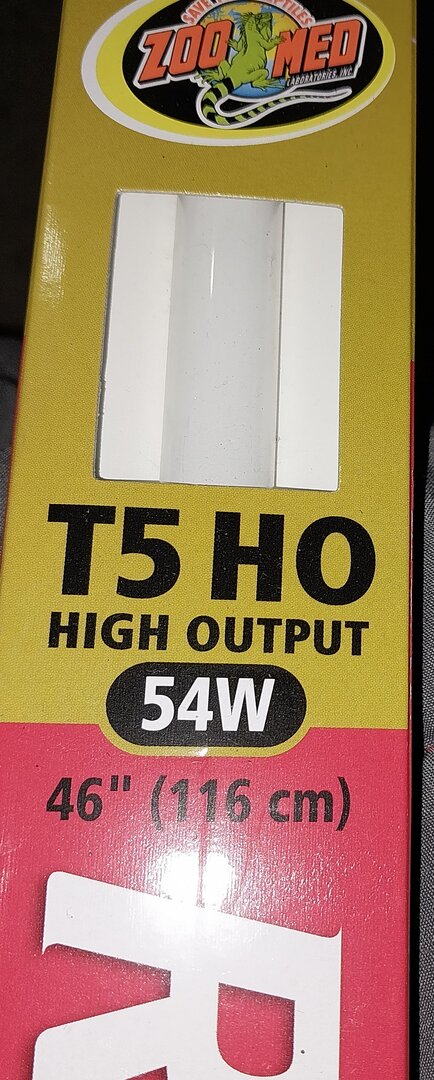 ZOO MED
LABORATORIES, INC.
T5 HO
HIGH OUTPUT
54W
46" (116 cm)
R